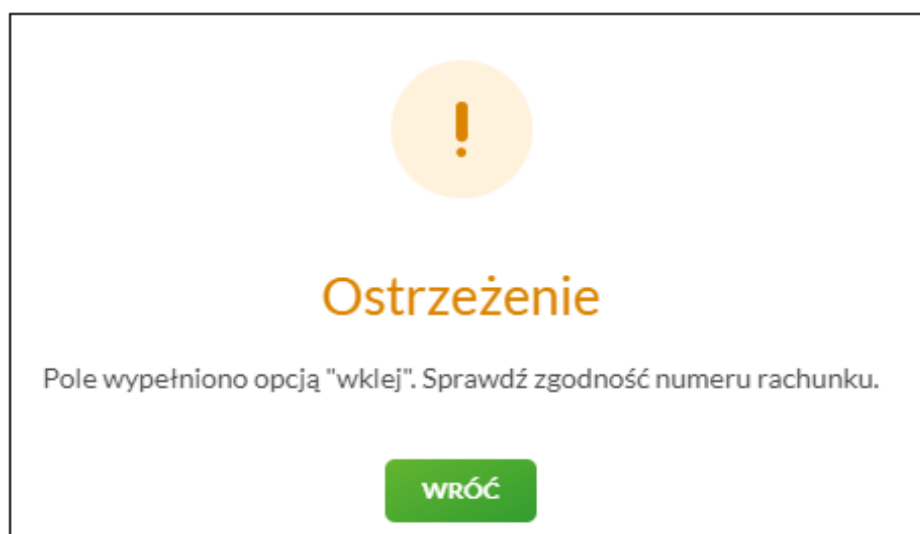 !
Ostrzeżenie
Pole wypełniono opcją "wklej". Sprawdź zgodność numeru rachunku.
WRÓĆ